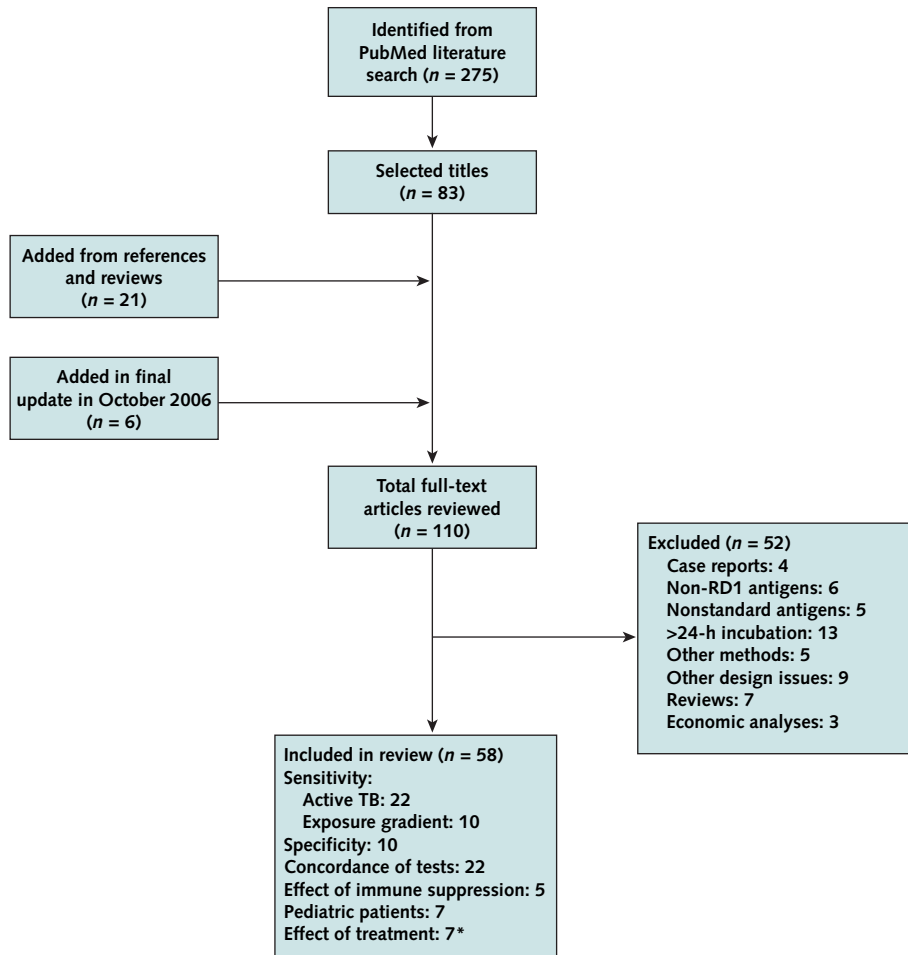 Identified from
PubMed literature
search (n = 275)
Selected titles
(n = 83)
Added from references
and reviews
(n = 21)
Added in final
update in October 2006
(n = 6)
Total full-text
articles reviewed
(n = 110)
Excluded (n = 52)
Case reports: 4
Non-RD1 antigens: 6
Nonstandard antigens: 5
>24-h incubation: 13
Other methods: 5
Other design issues: 9
Reviews: 7
Economic analyses: 3
Included in review (n = 58)
Sensitivity:
Active TB: 22
Exposure gradient: 10
Specificity: 10
Concordance of tests: 22
Effect of immune suppression: 5
Pediatric patients: 7
Effect of treatment: 7*